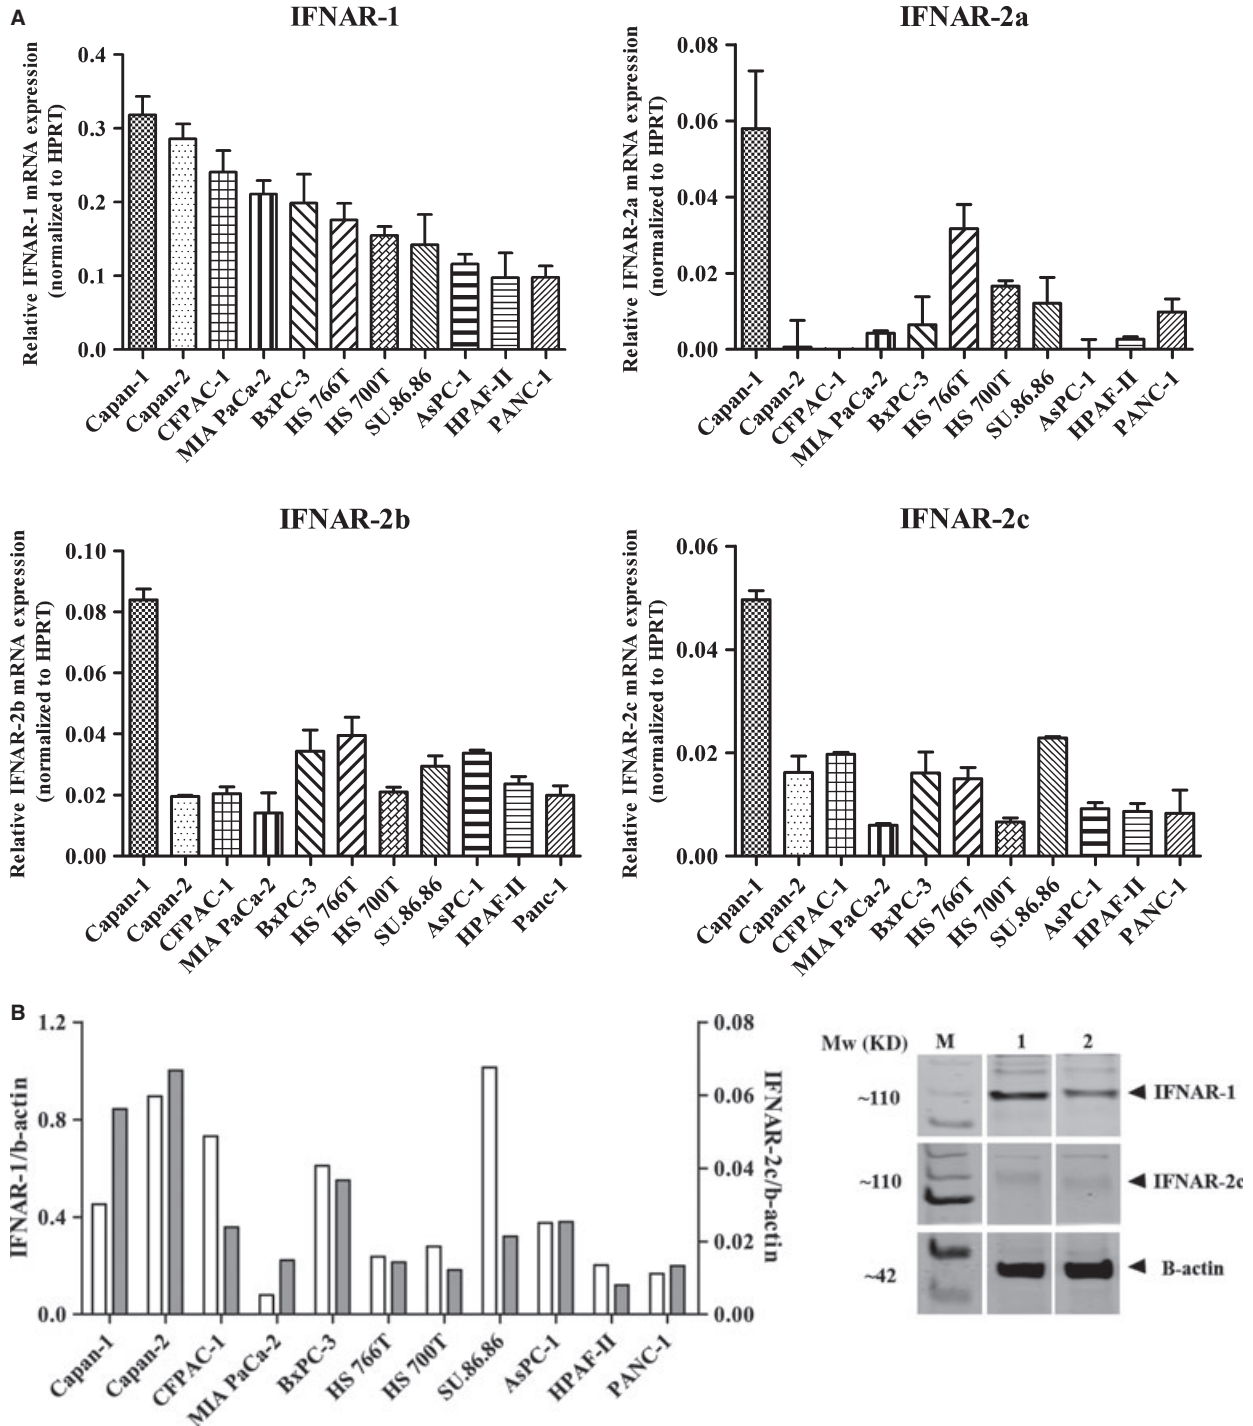 A
IFNAR-1
Relative IFNAR-1 mRNA expression
(normalized to HPRT)
0.4
0.3
0.2
0.1
0.0
Capan-1
Capan-2
CFPAC-1
MIA PaCa-2
BxPC-3
HS 766T
HS 700T
SU.86.86
AsPC-1
HPAF-II
PANC-1
IFNAR-2a
Relative IFNAR-2a mRNA expression
(normalized to HPRT)
0.08
0.06
0.04
0.02
0.00
Capan-1
Capan-2
CFPAC-1
MIA PaCa-2
BxPC-3
HS 766T
HS 700T
SU.86.86
AsPC-1
HPAF-II
PANC-1
IFNAR-2b
Relative IFNAR-2b mRNA expression
(normalized to HPRT)
0.10
0.08
0.06
0.04
0.02
0.00
Capan-1
Capan-2
CFPAC-1
MIA PaCa-2
BxPC-3
HS 766T
HS 700T
SU.86.86
AsPC-1
HPAF-II
Panc-1
IFNAR-2c
Relative IFNAR-2c mRNA expression
(normalized to HPRT)
0.06
0.04
0.02
0.00
Capan-1
Capan-2
CFPAC-1
MIA PaCa-2
BxPC-3
HS 766T
HS 700T
SU.86.86
AsPC-1
HPAF-II
PANC-1
B
IFNAR-1/b-actin
1.2
0.8
0.4
0.0
0.08
0.06
0.04
0.02
0.00
IFNAR-2c/b-actin
Capan-1
Capan-2
CFPAC-1
MIA PaCa-2
BxPC-3
HS 766T
HS 700T
SU.86.86
AsPC-1
HPAF-II
PANC-1
Mw (KD) M 1 2
~110 IFNAR-1
~110 IFNAR-2c
~42 B-actin